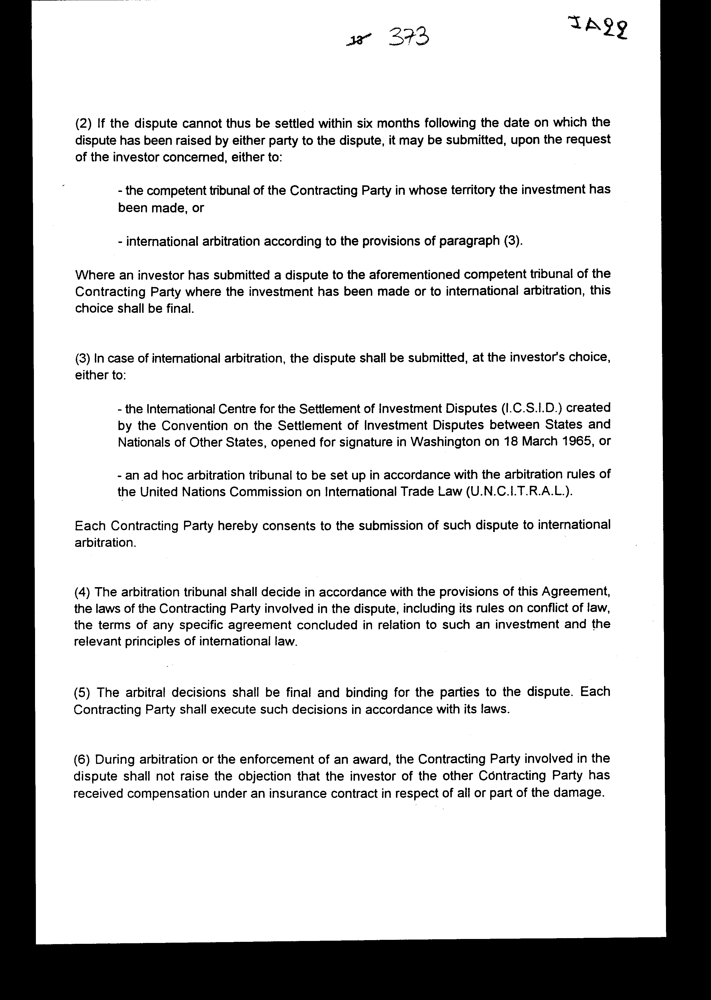 13 373
JA22
(2) If the dispute cannot thus be settled within six months following the date on which the
dispute has been raised by either party to the dispute, it may be submitted, upon the request
of the investor concerned, either to:
- the competent tribunal of the Contracting Party in whose territory the investment has
been made, or
- international arbitration according to the provisions of paragraph (3).
Where an investor has submitted a dispute to the aforementioned competent tribunal of the
Contracting Party where the investment has been made or to international arbitration, this
choice shall be final.
(3) In case of international arbitration, the dispute shall be submitted, at the investor's choice,
either to:
- the International Centre for the Settlement of Investment Disputes (I.C.S.I.D.) created
by the Convention on the Settlement of Investment Disputes between States and
Nationals of Other States, opened for signature in Washington on 18 March 1965, or
- an ad hoc arbitration tribunal to be set up in accordance with the arbitration rules of
the United Nations Commission on International Trade Law (U.N.C.I.T.R.A.L.).
Each Contracting Party hereby consents to the submission of such dispute to international
arbitration.
(4) The arbitration tribunal shall decide in accordance with the provisions of this Agreement,
the laws of the Contracting Party involved in the dispute, including its rules on conflict of law,
the terms of any specific agreement concluded in relation to such an investment and the
relevant principles of international law.
(5) The arbitral decisions shall be final and binding for the parties to the dispute. Each
Contracting Party shall execute such decisions in accordance with its laws.
(6) During arbitration or the enforcement of an award, the Contracting Party involved in the
dispute shall not raise the objection that the investor of the other Contracting Party has
received compensation under an insurance contract in respect of all or part of the damage.